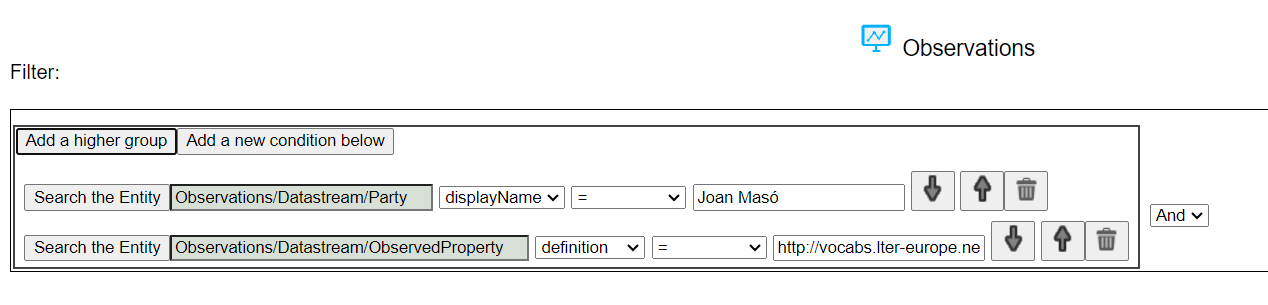 Observations
Filter:
Add a higher group Add a new condition below
Search the Entity Observations/Datastream/Party displayName = Joan Masó
And
Search the Entity Observations/Datastream/ObservedProperty definition = http://vocabs.lter-europe.ne